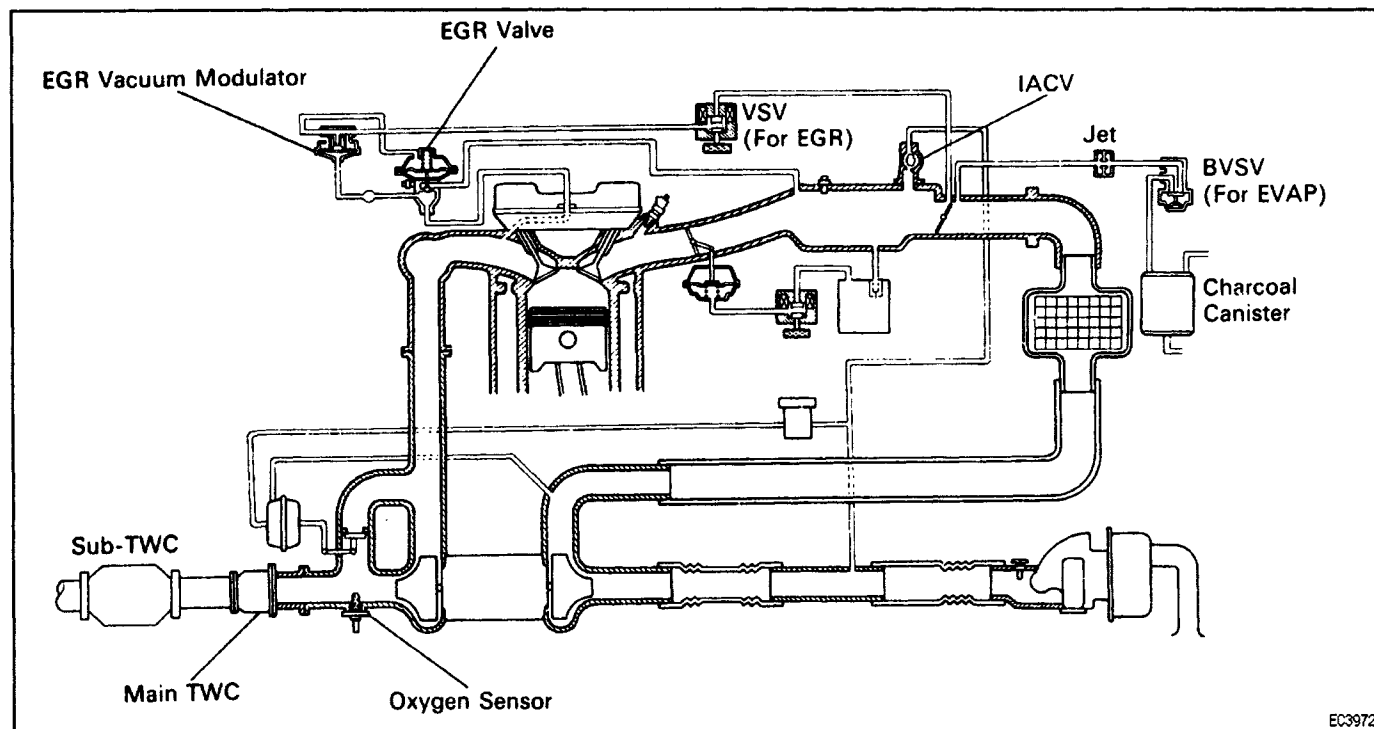 EGR Valve
EGR Vacuum Modulator
VSV
(For EGR)
IACV
Jet
BVSV
(For EVAP)
Charcoal
Canister
Sub-TWC
Main TWC
Oxygen Sensor
EC3972